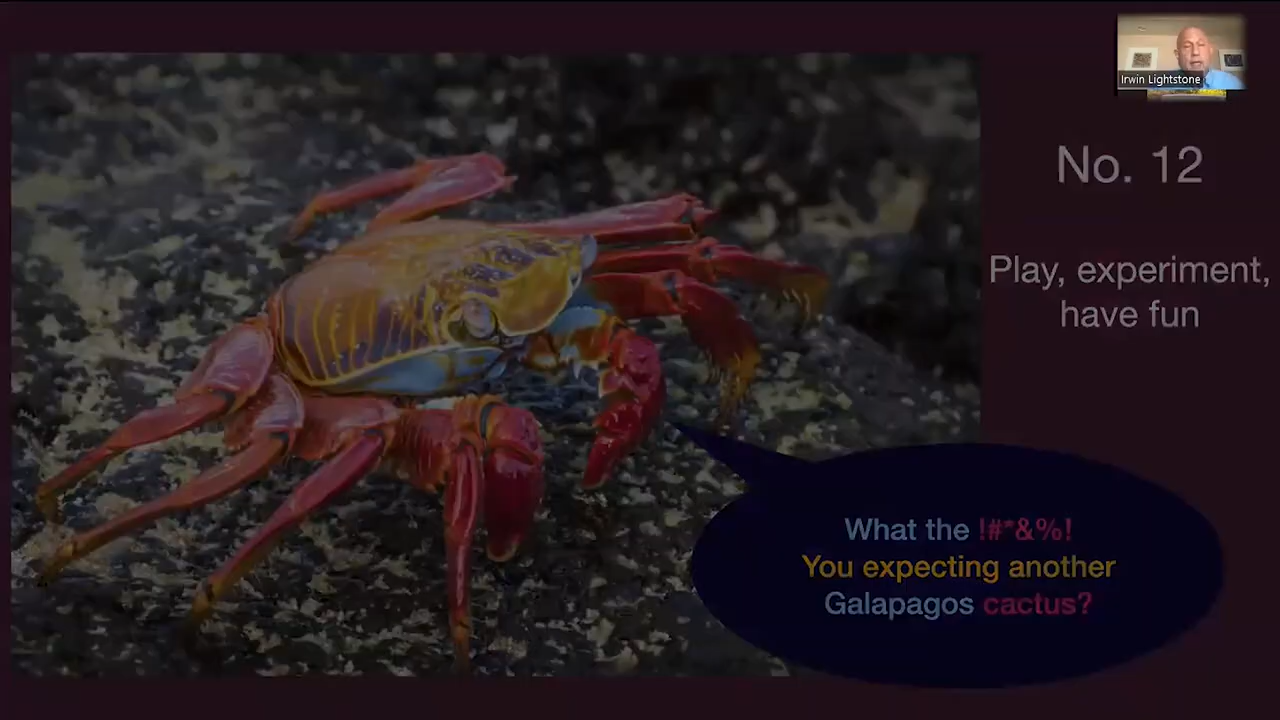 Irwin Lightstone
No. 12
Play, experiment,
have fun
What the !#*&%!
You expecting another
Galapagos cactus?